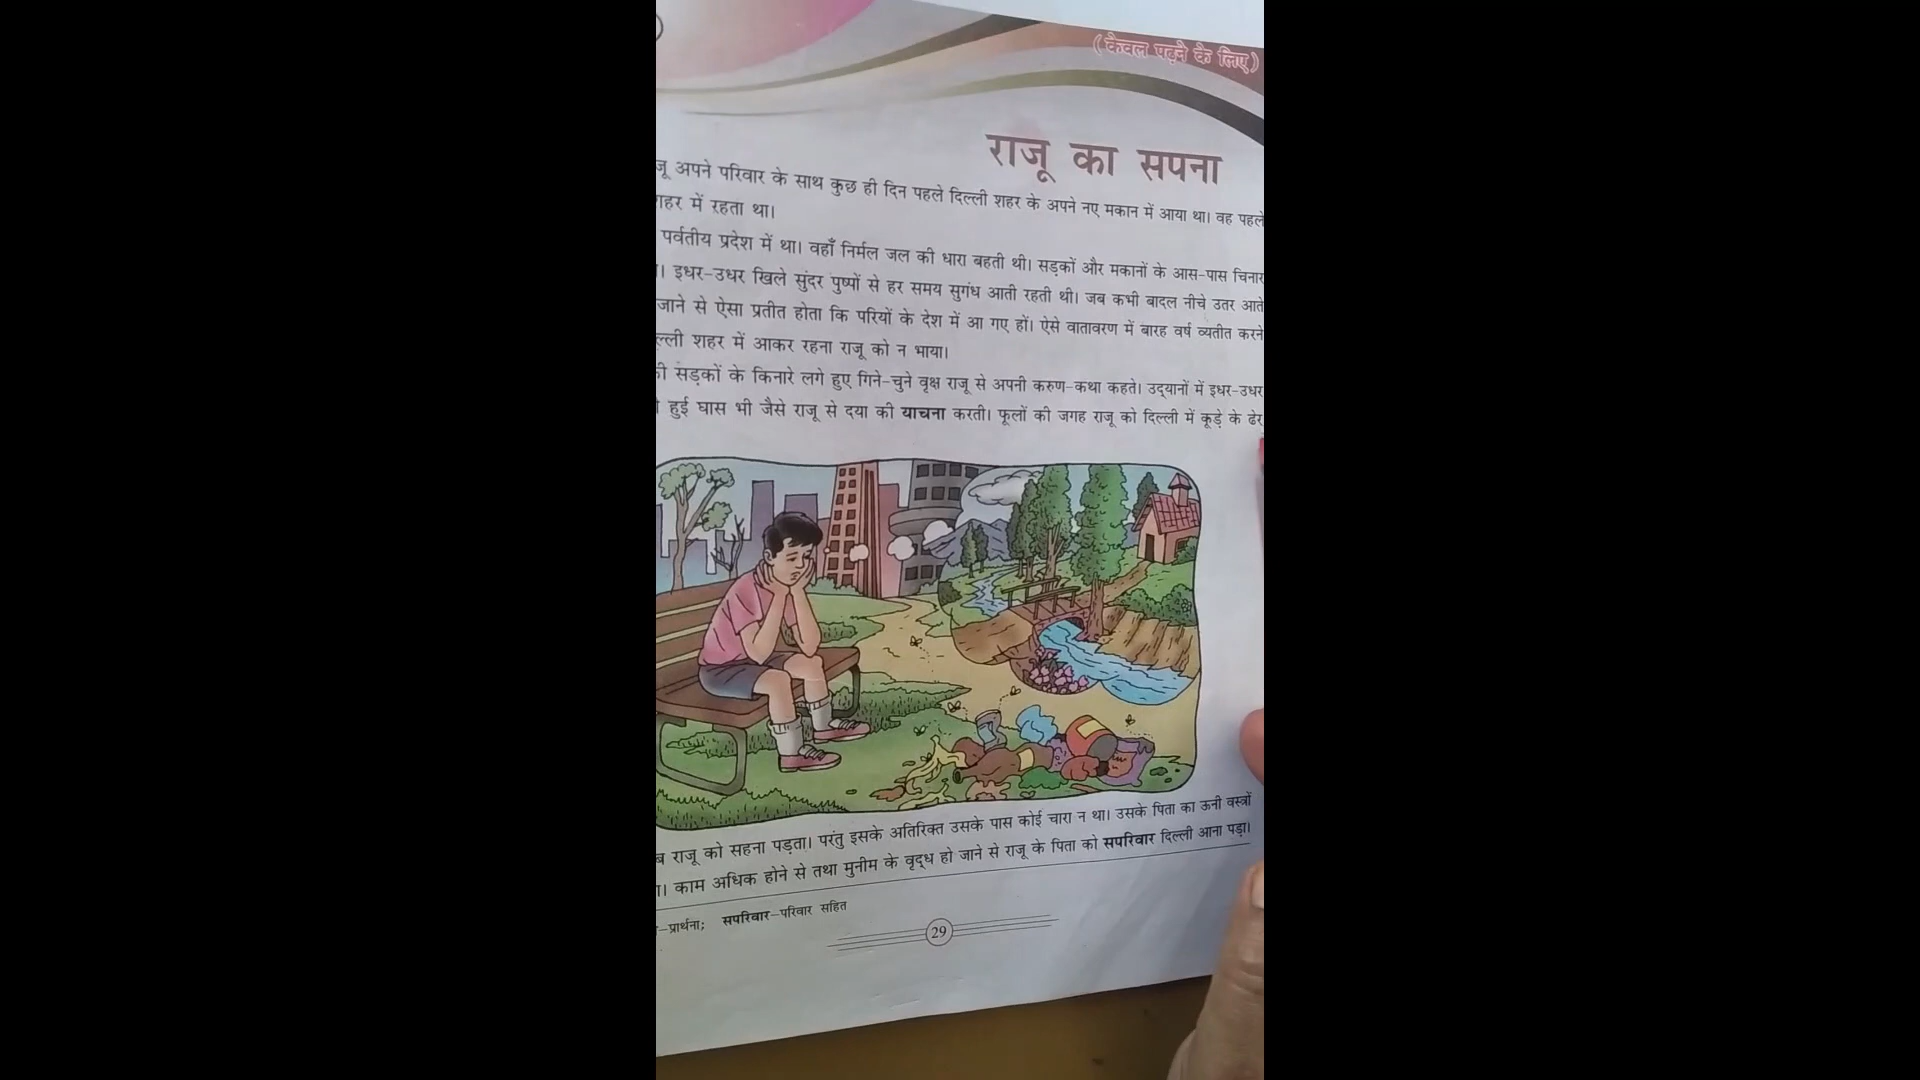 (केवल पढ़ने के लिए)
राजू का सपना
जू अपने परिवार के साथ कुछ ही दिन पहले दिल्ली शहर के अपने नए मकान में आया था। वह पहले
शहर में रहता था।
पर्वतीय प्रदेश में था। वहाँ निर्मल जल की धारा बहती थी। सड़कों और मकानों के आस-पास चिनार
। इधर-उधर खिले सुंदर पुष्पों से हर समय सुगंध आती रहती थी। जब कभी बादल नीचे उतर आते
जाने से ऐसा प्रतीत होता कि परियों के देश में आ गए हों। ऐसे वातावरण में बारह वर्ष व्यतीत करने
ल्ली शहर में आकर रहना राजू को न भाया।
की सड़कों के किनारे लगे हुए गिने-चुने वृक्ष राजू से अपनी करुण-कथा कहते। उद्यानों में इधर-उधर
हुई घास भी जैसे राजू से दया की याचना करती। फूलों की जगह राजू को दिल्ली में कूड़े के ढेर
ब राजू को सहना पड़ता। परंतु इसके अतिरिक्त उसके पास कोई चारा न था। उसके पिता का ऊनी वस्त्रों
ा। काम अधिक होने से तथा मुनीम के वृद्ध हो जाने से राजू के पिता को सपरिवार दिल्ली आना पड़ा।
–प्रार्थना; सपरिवार–परिवार सहित
29